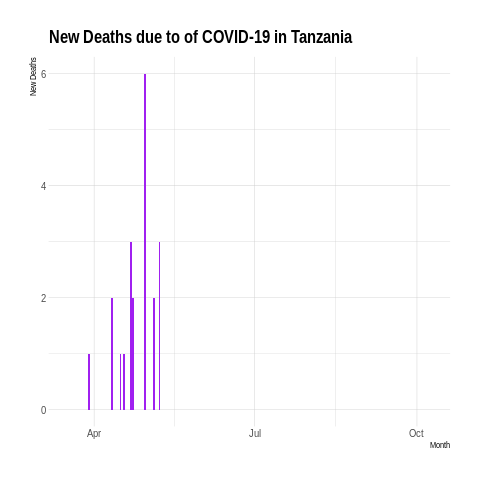 New Deaths due to of COVID-19 in Tanzania
New Deaths
6
4
2
0
Apr
Jul
Oct
Month